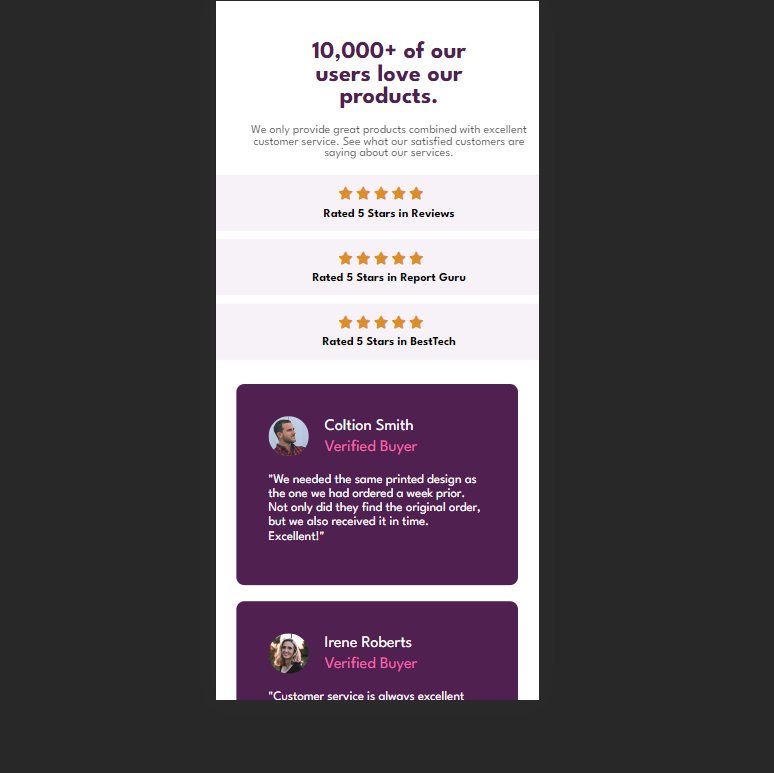 10,000+ of our
users love our
products.
We only provide great products combined with excellent
customer service. See what our satisfied customers are
saying about our services.
Rated 5 Stars in Reviews
Rated 5 Stars in Report Guru
Rated 5 Stars in BestTech
Coltion Smith
Verified Buyer
"We needed the same printed design as
the one we had ordered a week prior.
Not only did they find the original order,
but we also received it in time.
Excellent!"
Irene Roberts
Verified Buyer
"Customer service is always excellent